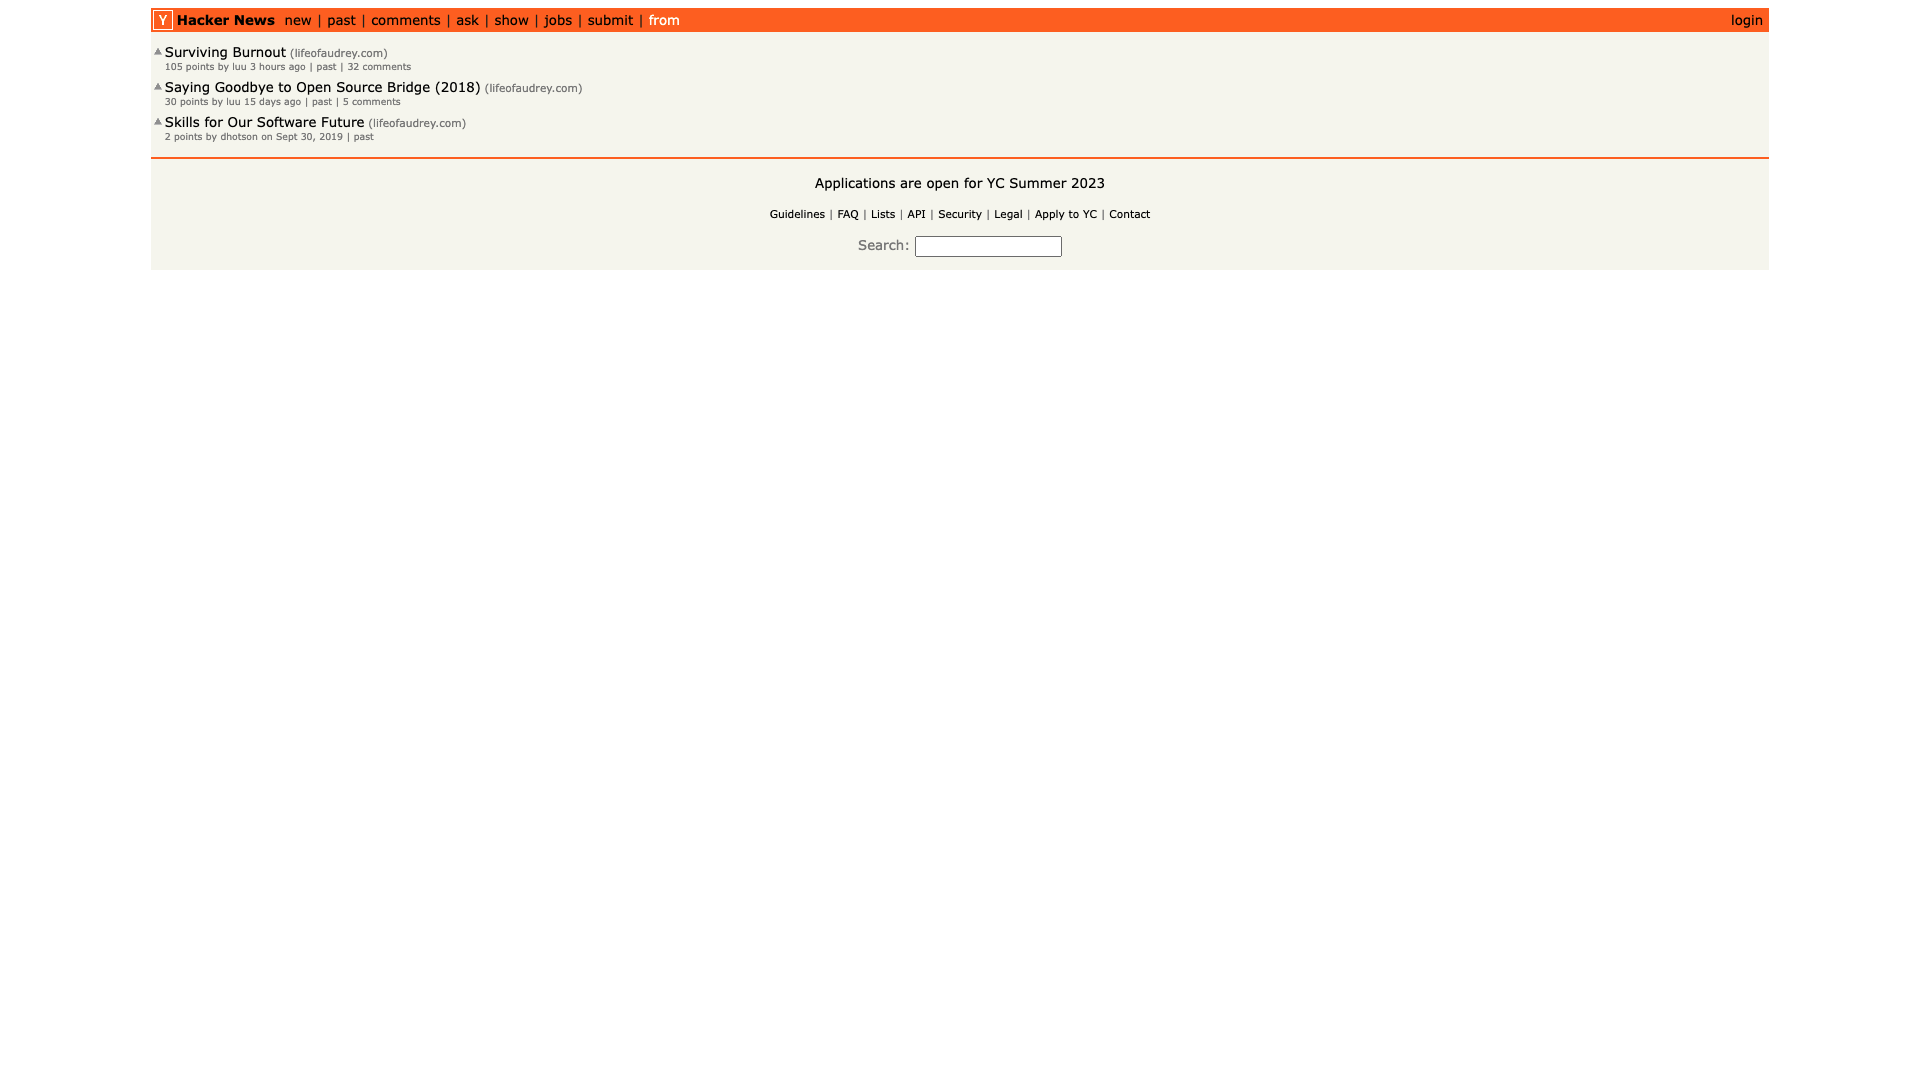 Y Hacker News new | past | comments | ask | show | jobs | submit | from login
Surviving Burnout (lifeofaudrey.com)
105 points by luu 3 hours ago | past | 32 comments
Saying Goodbye to Open Source Bridge (2018) (lifeofaudrey.com)
30 points by luu 15 days ago | past | 5 comments
Skills for Our Software Future (lifeofaudrey.com)
2 points by dhotson on Sept 30, 2019 | past
Applications are open for YC Summer 2023
Guidelines | FAQ | Lists | API | Security | Legal | Apply to YC | Contact
Search: